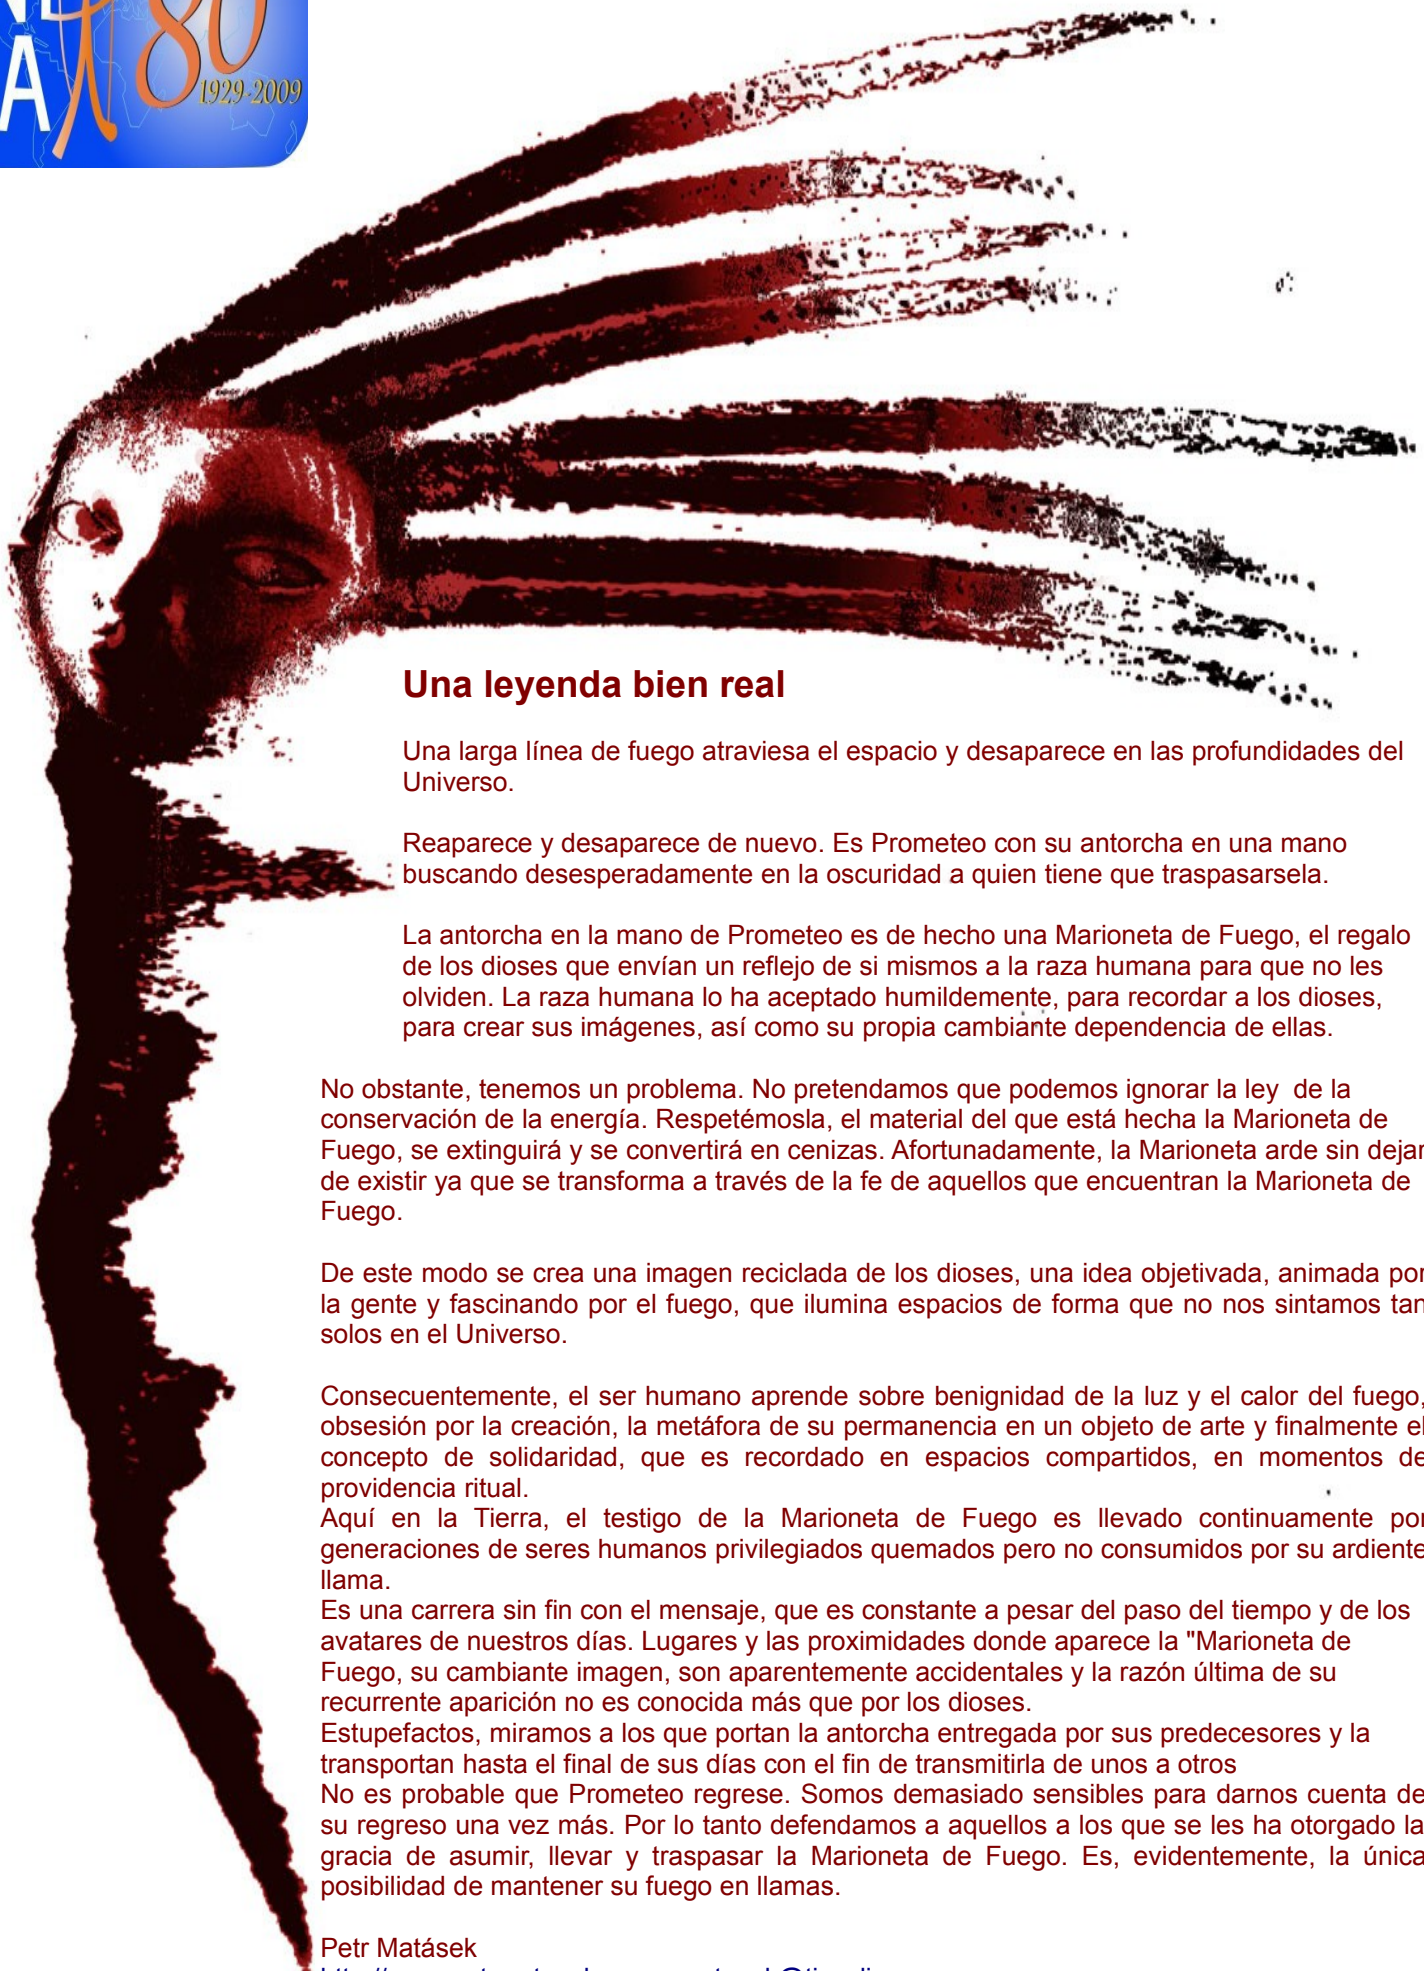 A
80
1929-2009
Una leyenda bien real
Una larga línea de fuego atraviesa el espacio y desaparece en las profundidades del
Universo.
Reaparece y desaparece de nuevo. Es Prometeo con su antorcha en una mano
buscando desesperadamente en la oscuridad a quien tiene que traspasarsela.
La antorcha en la mano de Prometeo es de hecho una Marioneta de Fuego, el regalo
de los dioses que envían un reflejo de si mismos a la raza humana para que no les
olviden. La raza humana lo ha aceptado humildemente, para recordar a los dioses,
para crear sus imágenes, así como su propia cambiante dependencia de ellas.
No obstante, tenemos un problema. No pretendamos que podemos ignorar la ley  de la
conservación de la energía. Respetémosla, el material del que está hecha la Marioneta de
Fuego, se extinguirá y se convertirá en cenizas. Afortunadamente, la Marioneta arde sin dejar
de existir ya que se transforma a través de la fe de aquellos que encuentran la Marioneta de
Fuego.
De este modo se crea una imagen reciclada de los dioses, una idea objetivada, animada por
la gente y fascinando por el fuego, que ilumina espacios de forma que no nos sintamos tan
solos en el Universo.
Consecuentemente, el ser humano aprende sobre benignidad de la luz y el calor del fuego,
obsesión por la creación, la metáfora de su permanencia en un objeto de arte y finalmente el
concepto de solidaridad, que es recordado en espacios compartidos, en momentos de
providencia ritual.
Aquí en la Tierra, el testigo de la Marioneta de Fuego es llevado continuamente por
generaciones de seres humanos privilegiados quemados pero no consumidos por su ardiente
llama.
Es una carrera sin fin con el mensaje, que es constante a pesar del paso del tiempo y de los
avatares de nuestros días. Lugares y las proximidades donde aparece la "Marioneta de
Fuego, su cambiante imagen, son aparentemente accidentales y la razón última de su
recurrente aparición no es conocida más que por los dioses.
Estupefactos, miramos a los que portan la antorcha entregada por sus predecesores y la
transportan hasta el final de sus días con el fin de transmitirla de unos a otros
No es probable que Prometeo regrese. Somos demasiado sensibles para darnos cuenta de
su regreso una vez más. Por lo tanto defendamos a aquellos a los que se les ha otorgado la
gracia de asumir, llevar y traspasar la Marioneta de Fuego. Es, evidentemente, la única
posibilidad de mantener su fuego en llamas.
Petr Matásek